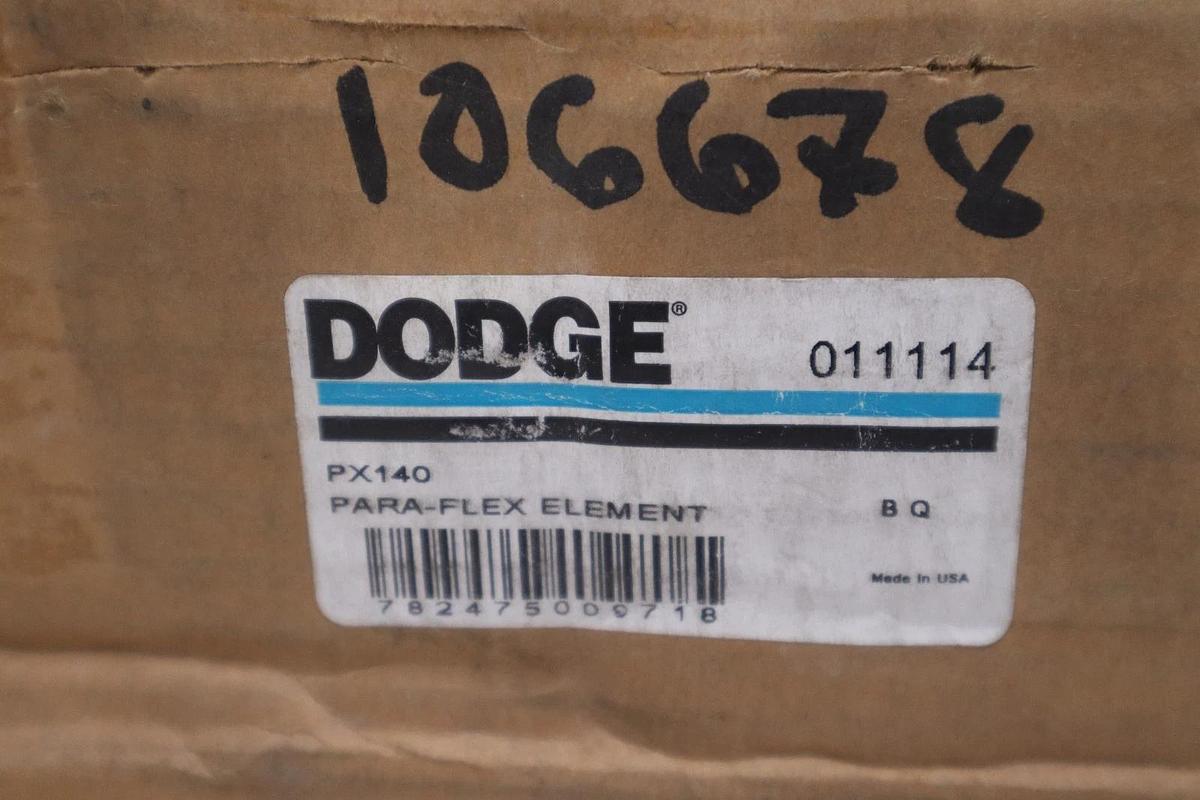 106678
DODGE® 011114
PX140
PARA-FLEX ELEMENT B Q
Made In USA
782475009718